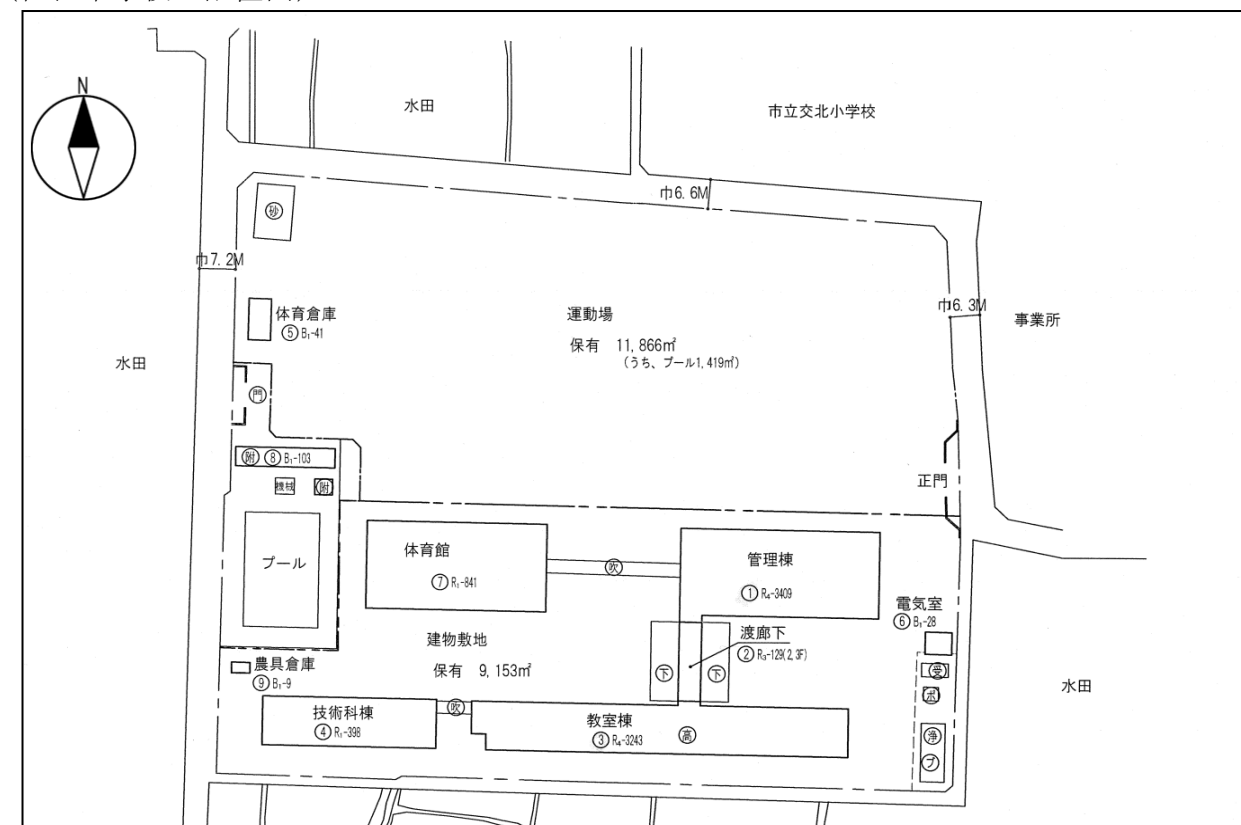 N
水田
市立交北小学校
巾6.6M
砂
巾7.2M
体育倉庫
⑤ B₁-41
運動場
保有 11,866㎡
(うち、プール1,419㎡)
巾6.3M
事業所
水田
門
附 ⑧ B₁-103
機械
附
正門
プール
体育館
⑦ R₁-841
吹
管理棟
① R₄-3409
電気室
⑥ B₁-28
建物敷地
保有 9,153㎡
渡廊下
② R₃-129(2,3F)
下
下
受
ポ
水田
農具倉庫
⑨ B₁-9
技術科棟
④ R₁-398
吹
教室棟
③ R₄-3243
高
浄
プ